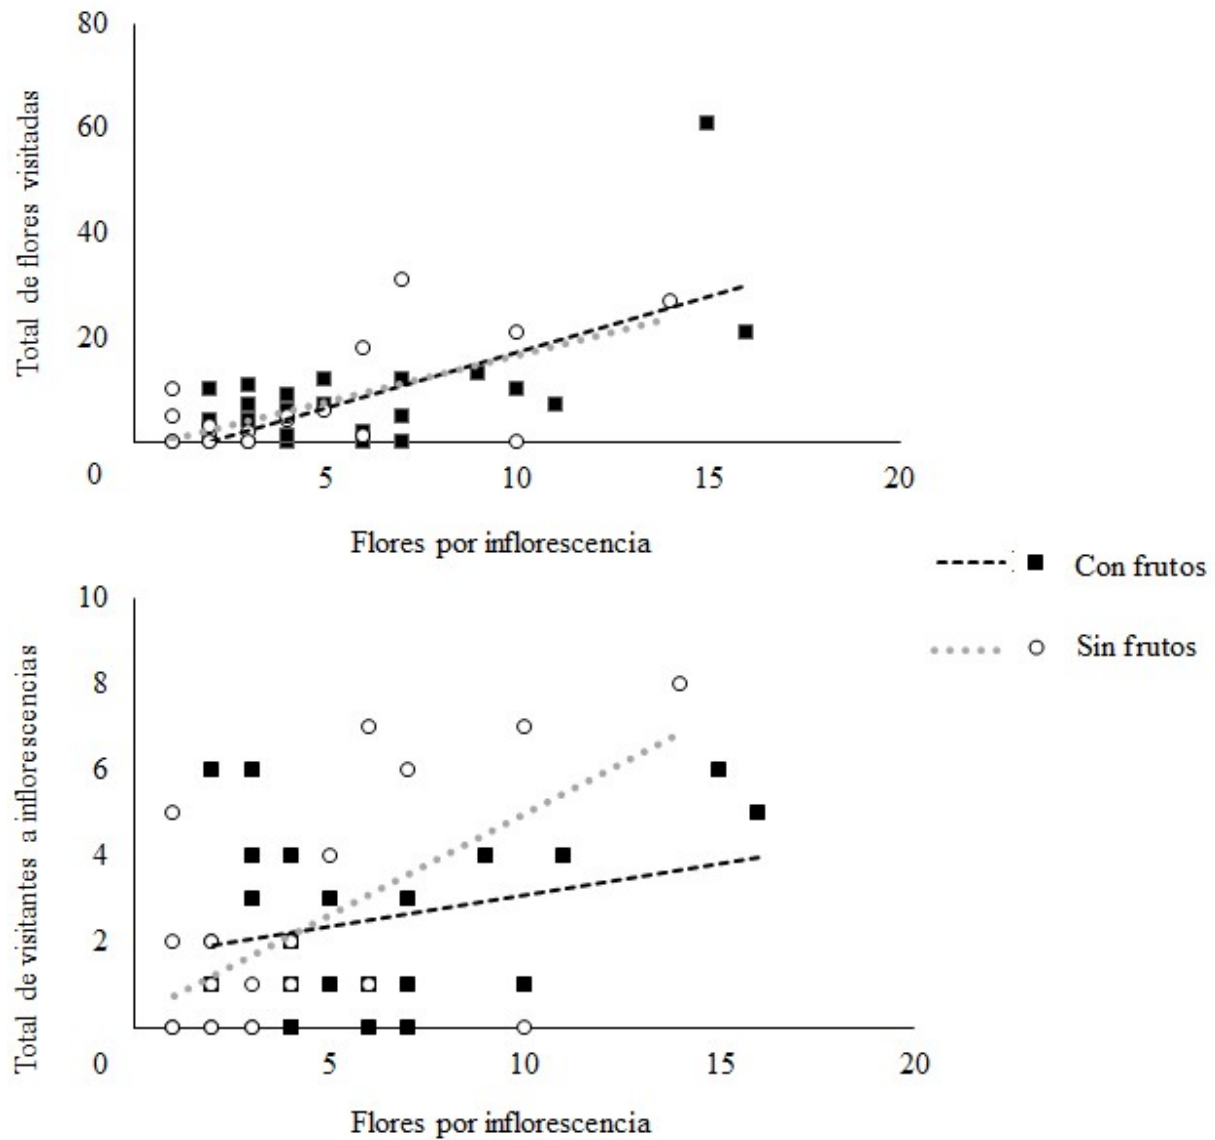 80
60
40
20
0
Total de flores visitadas
5 10 15 20
Flores por inflorescencia
Con frutos
Sin frutos
10
8
6
4
2
0
Total de visitantes a inflorescencias
5 10 15 20
Flores por inflorescencia